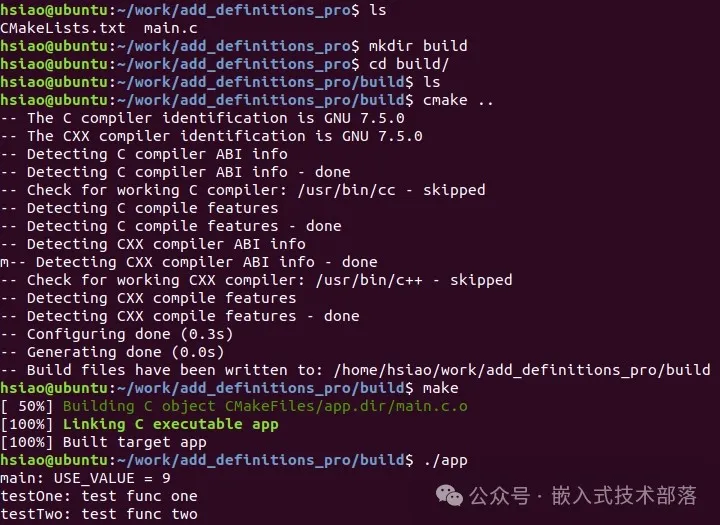 hsiao@ubuntu:~/work/add_definitions_pro$ ls
CMakeLists.txt  main.c
hsiao@ubuntu:~/work/add_definitions_pro$ mkdir build
hsiao@ubuntu:~/work/add_definitions_pro$ cd build/
hsiao@ubuntu:~/work/add_definitions_pro/build$ ls
hsiao@ubuntu:~/work/add_definitions_pro/build$ cmake ..
-- The C compiler identification is GNU 7.5.0
-- The CXX compiler identification is GNU 7.5.0
-- Detecting C compiler ABI info
-- Detecting C compiler ABI info - done
-- Check for working C compiler: /usr/bin/cc - skipped
-- Detecting C compile features
-- Detecting C compile features - done
-- Detecting CXX compiler ABI info
m-- Detecting CXX compiler ABI info - done
-- Check for working CXX compiler: /usr/bin/c++ - skipped
-- Detecting CXX compile features
-- Detecting CXX compile features - done
-- Configuring done (0.3s)
-- Generating done (0.0s)
-- Build files have been written to: /home/hsiao/work/add_definitions_pro/build
hsiao@ubuntu:~/work/add_definitions_pro/build$ make
[ 50%] Building C object CMakeFiles/app.dir/main.c.o
[100%] Linking C executable app
[100%] Built target app
hsiao@ubuntu:~/work/add_definitions_pro/build$ ./app
main: USE_VALUE = 9
testOne: test func one
testTwo: test func two
公众号 · 嵌入式技术部落